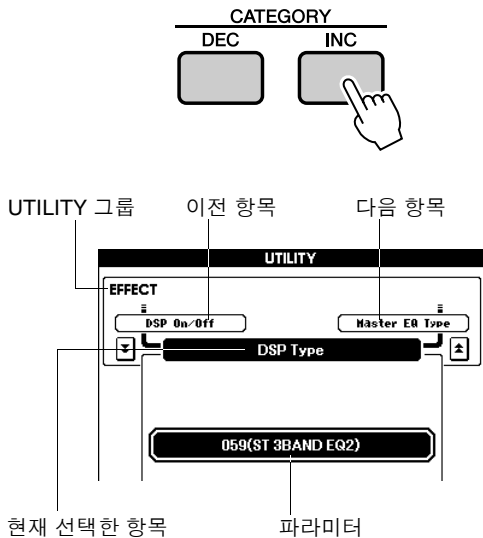 CATEGORY
DEC INC
UTILITY 그룹 이전 항목 다음 항목
UTILITY
EFFECT
DSP On/Off Master EQ Type
DSP Type
059(ST 3BAND EQ2)
현재 선택한 항목 파라미터